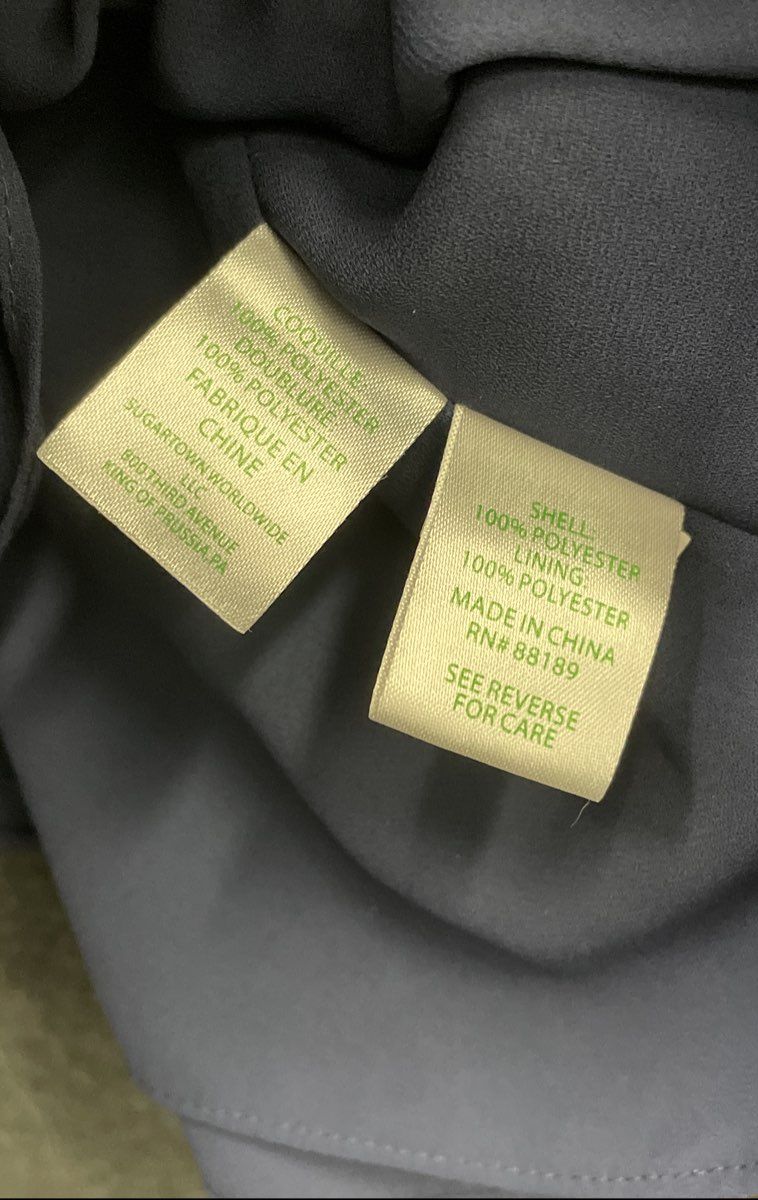 COQUILLE:
100% POLYESTER
DOUBLURE:
100% POLYESTER
FABRIQUE EN
CHINE
SUGARTOWN WORLDWIDE
LLC
800 THIRD AVENUE
KING OF PRUSSIA, PA
SHELL:
100% POLYESTER
LINING:
100% POLYESTER
MADE IN CHINA
RN# 88189
SEE REVERSE
FOR CARE